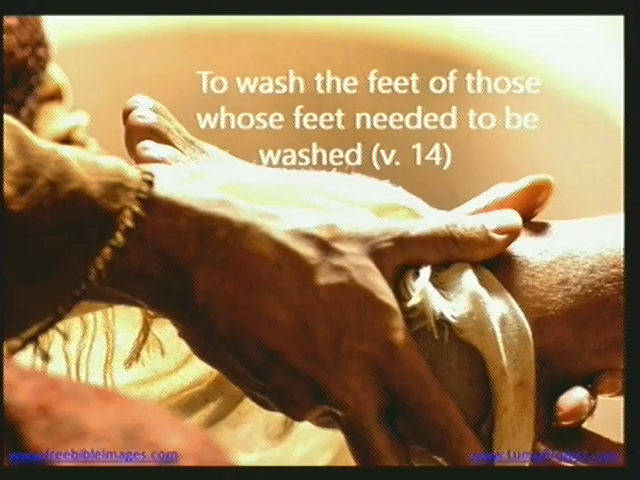 To wash the feet of those
whose feet needed to be
washed (v. 14)
www.freebibleimages.com